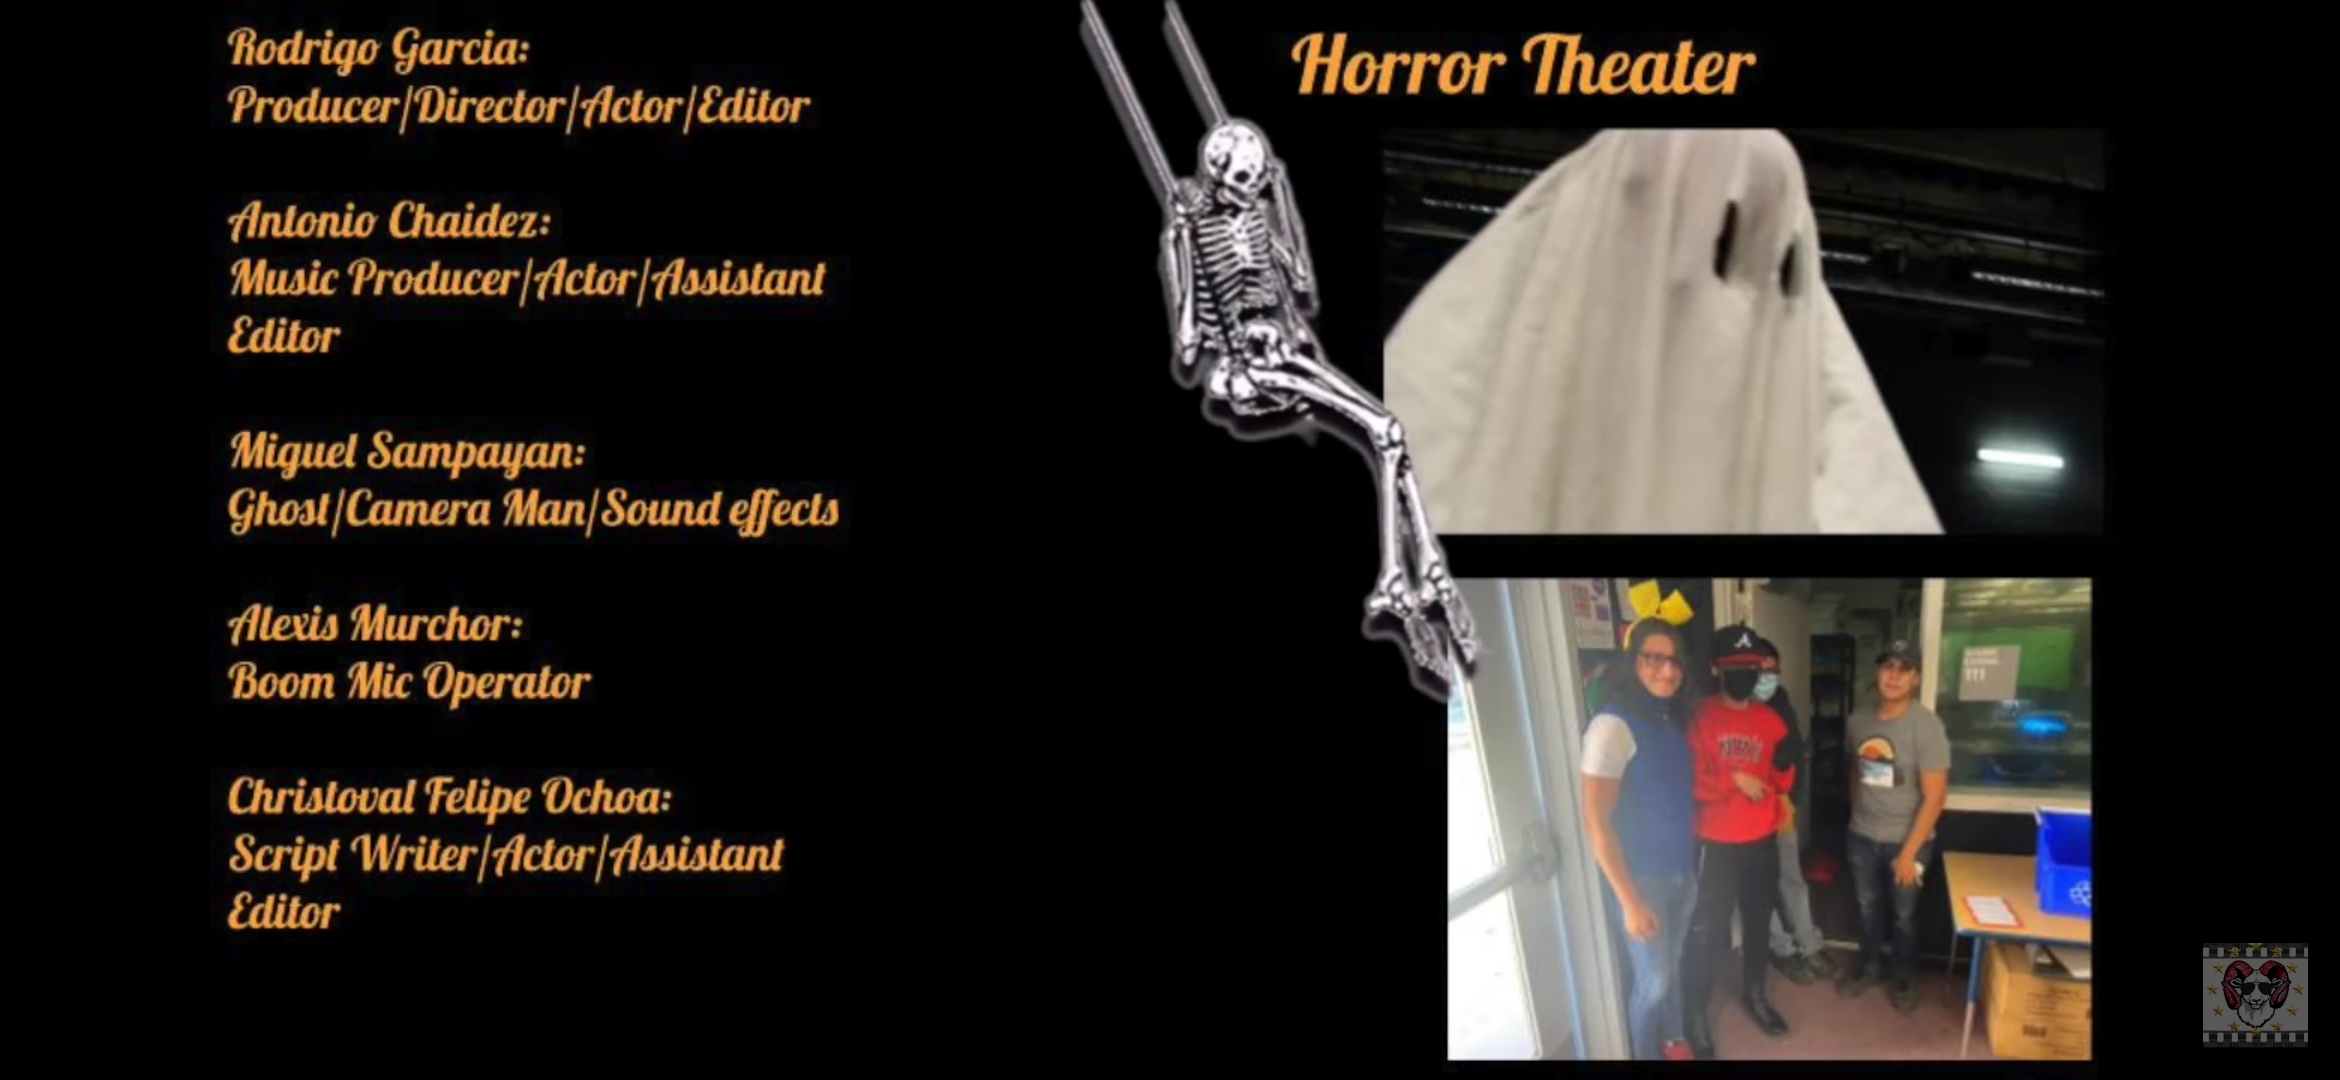 Rodrigo Garcia:
Producer/Director/Actor/Editor
Antonio Chaidez:
Music Producer/Actor/Assistant
Editor
Miguel Sampayan:
Ghost/Camera Man/Sound effects
Alexis Murchor:
Boom Mic Operator
Christoval Felipe Ochoa:
Script Writer/Actor/Assistant
Editor
Horror Theater
A
111